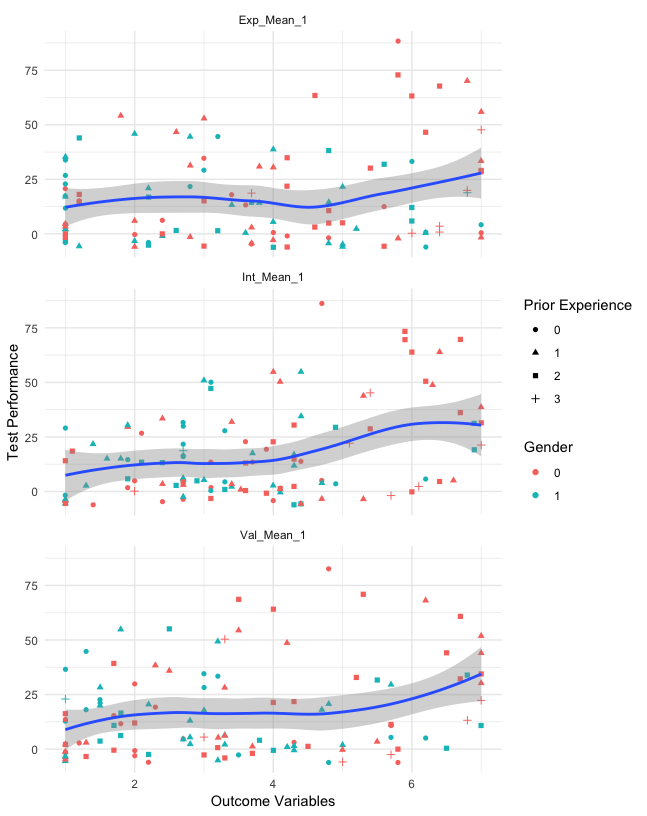 Exp_Mean_1
75
50
25
0
Int_Mean_1
75
50
25
0
Val_Mean_1
75
50
25
0
2 4 6
Outcome Variables
Test Performance
Prior Experience
0
1
2
3
Gender
0
1